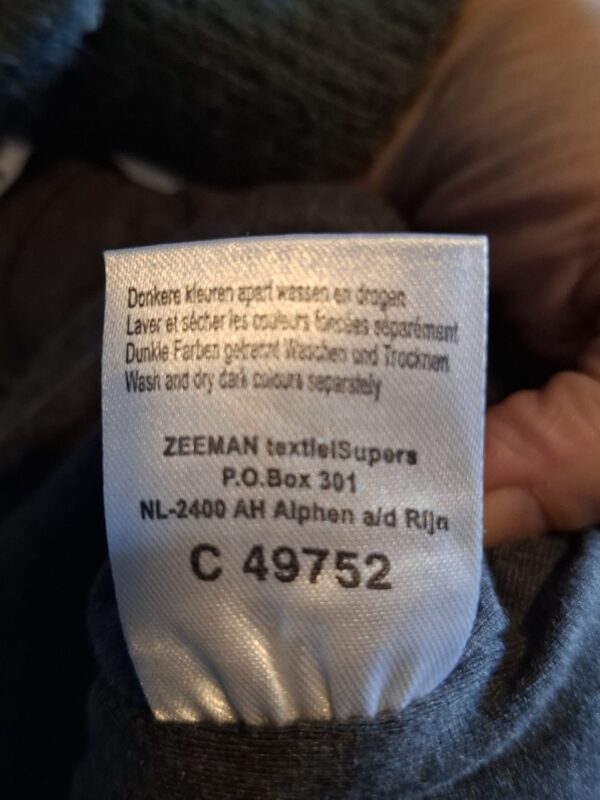 Donkere kleuren apart wassen en drogen
Laver et sécher les couleurs foncées séparément
Dunkle Farben getrennt Waschen und Trocknen
Wash and dry dark colours separately
ZEEMAN textielSupers
P.O.Box 301
NL-2400 AH Alphen a/d Rijn
C 49752